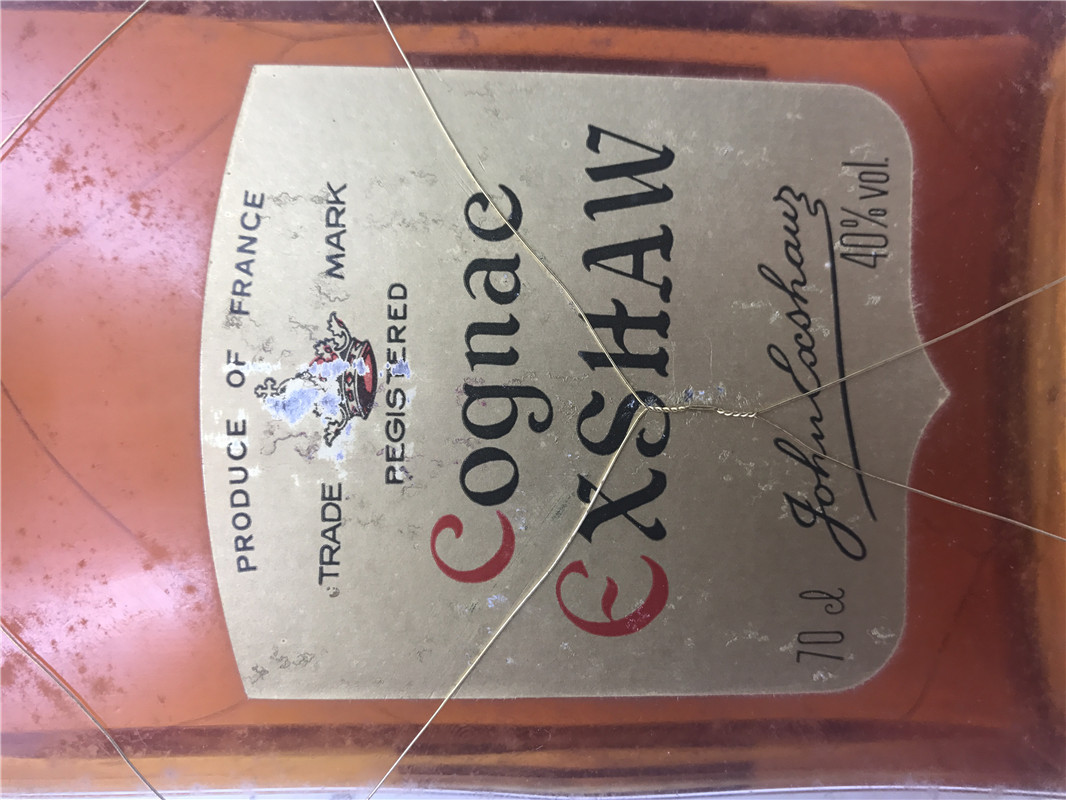 PRODUCE OF FRANCE
TRADE MARK
REGISTERED
Cognac
EXSHAW
John Exshaw
70 cl 40% vol.